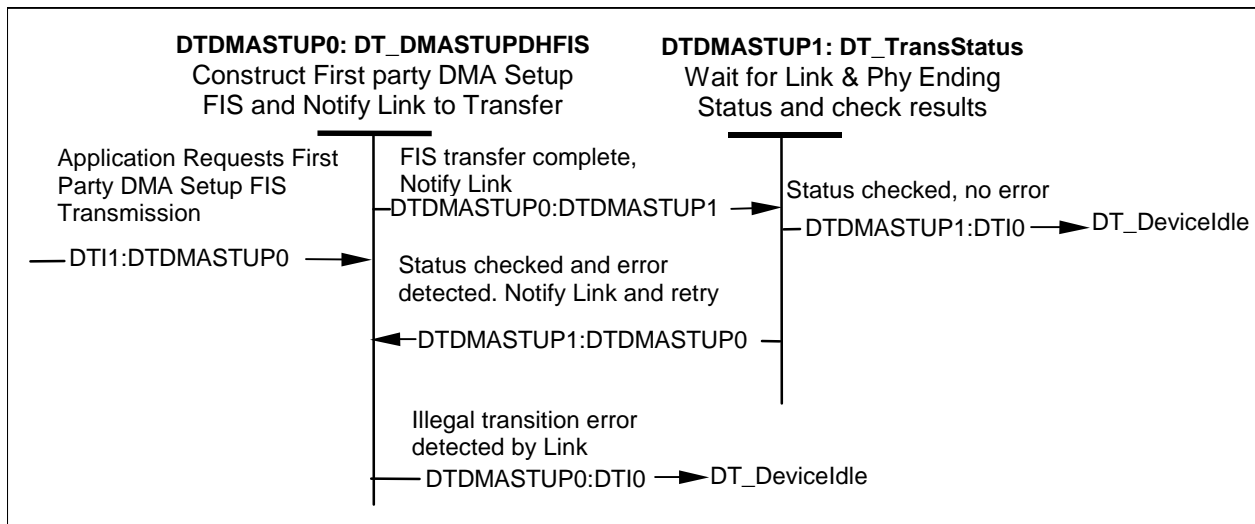 DTDMASTUP0: DT_DMASTUPDHFIS
Construct First party DMA Setup
FIS and Notify Link to Transfer
DTDMASTUP1: DT_TransStatus
Wait for Link & Phy Ending
Status and check results
Application Requests First
Party DMA Setup FIS
Transmission
DTI1:DTDMASTUP0
FIS transfer complete,
Notify Link
DTDMASTUP0:DTDMASTUP1
Status checked, no error
DTDMASTUP1:DTI0
DT_DeviceIdle
Status checked and error
detected. Notify Link and retry
DTDMASTUP1:DTDMASTUP0
Illegal transition error
detected by Link
DTDMASTUP0:DTI0
DT_DeviceIdle